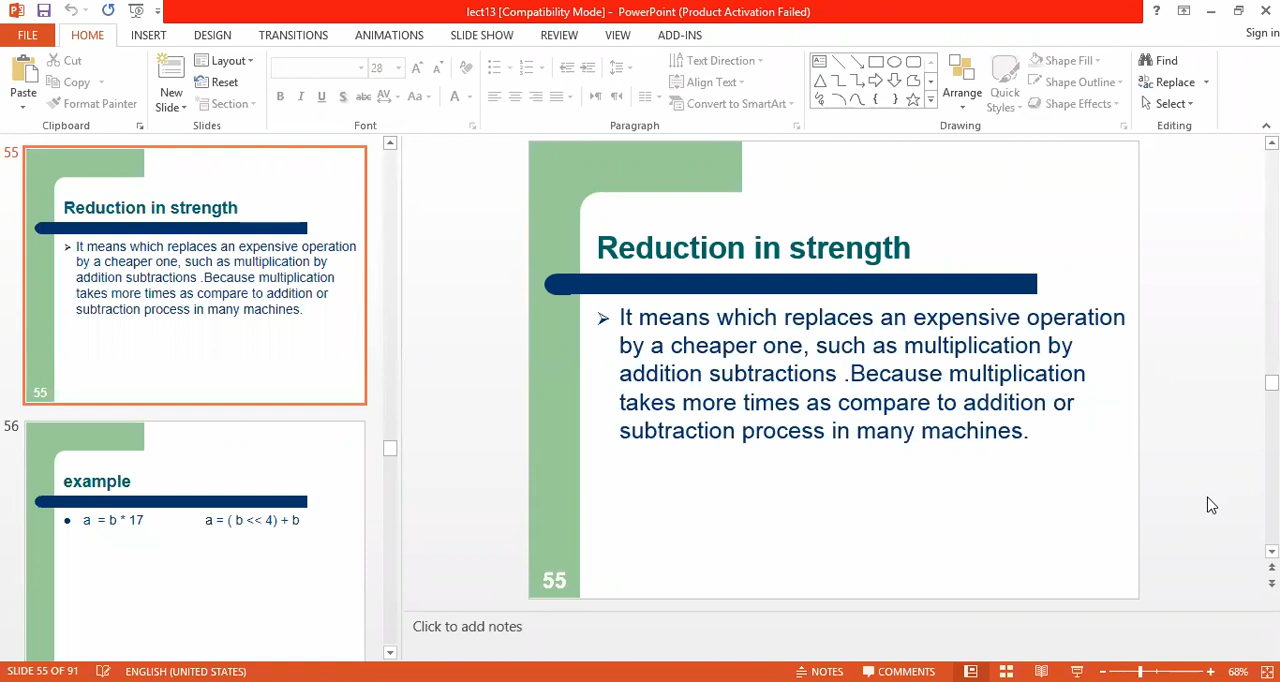 lect13 [Compatibility Mode] - PowerPoint (Product Activation Failed)
FILE HOME INSERT DESIGN TRANSITIONS ANIMATIONS SLIDE SHOW REVIEW VIEW ADD-INS Sign in
Paste
Cut
Copy
Format Painter
Clipboard
New Slide
Layout
Reset
Section
Slides
28
B I U S abc AV Aa A
Font
Text Direction
Align Text
Convert to SmartArt
Paragraph
Arrange
Quick Styles
Shape Fill
Shape Outline
Shape Effects
Drawing
Find
Replace
Select
Editing
55
Reduction in strength
It means which replaces an expensive operation
by a cheaper one, such as multiplication by
addition subtractions .Because multiplication
takes more times as compare to addition or
subtraction process in many machines.
55
56
example
a = b * 17 a = ( b << 4) + b
Reduction in strength
It means which replaces an expensive operation
by a cheaper one, such as multiplication by
addition subtractions .Because multiplication
takes more times as compare to addition or
subtraction process in many machines.
55
Click to add notes
SLIDE 55 OF 91 ENGLISH (UNITED STATES) NOTES COMMENTS 68%